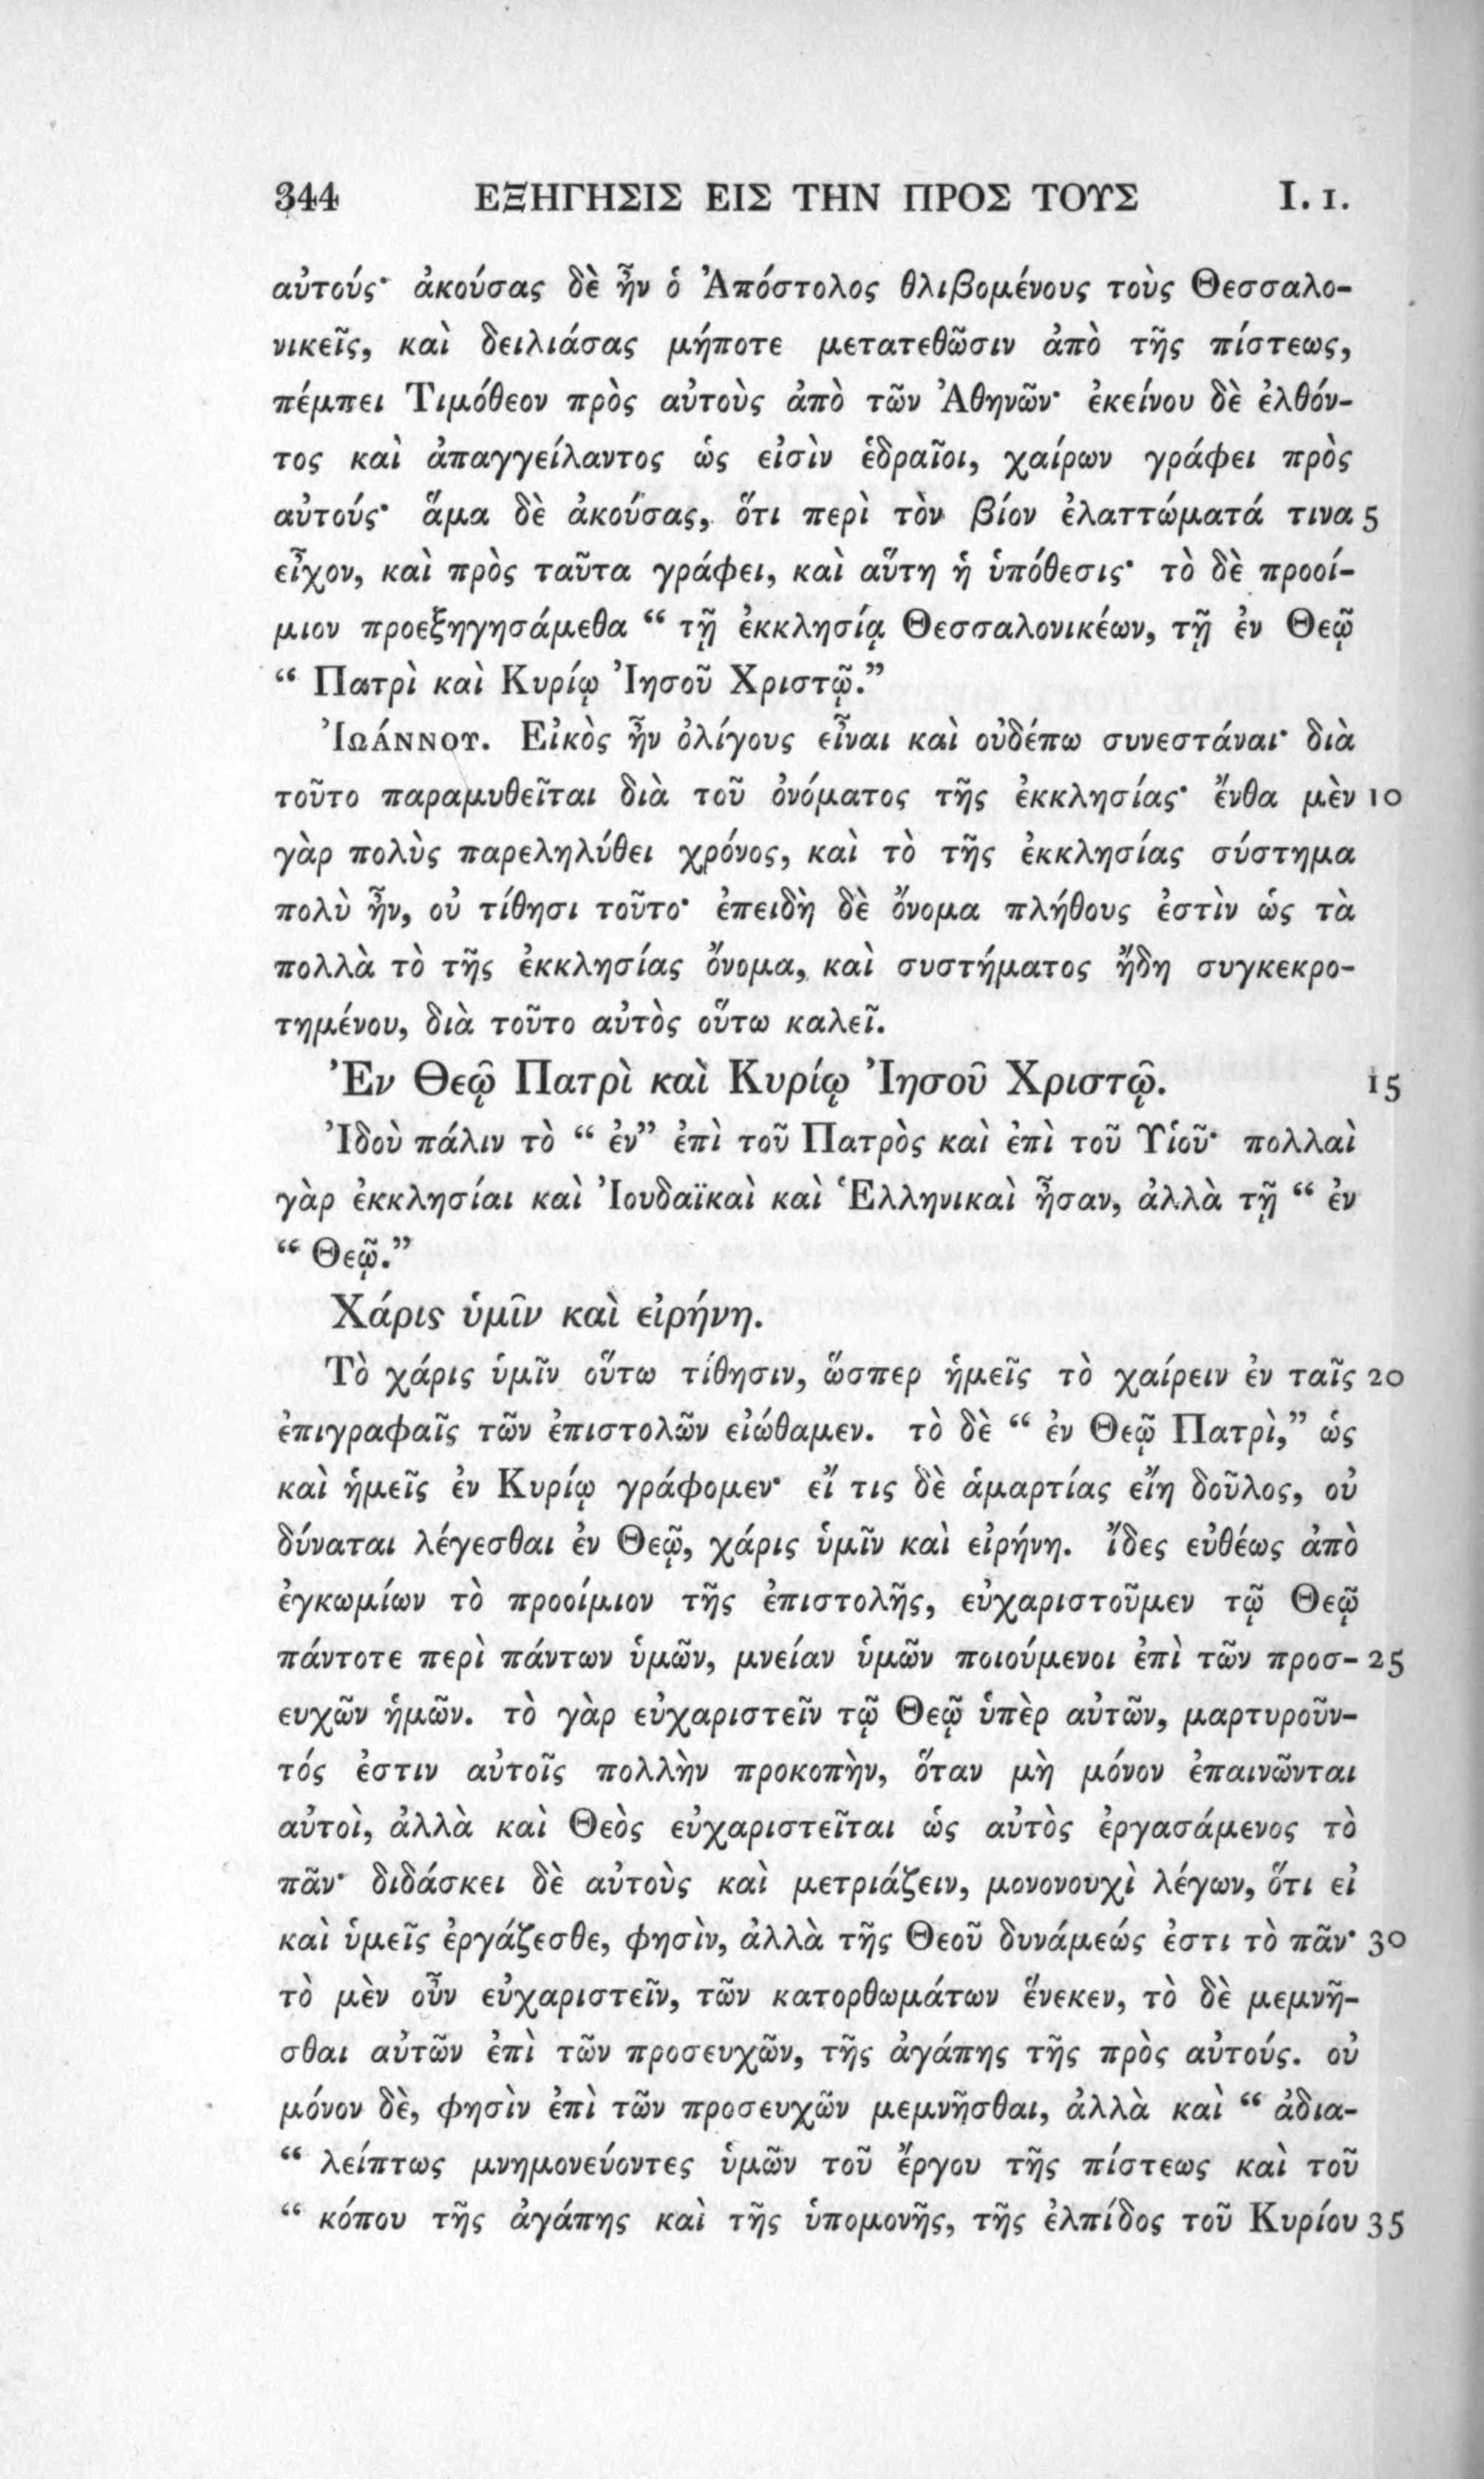 344 ΕΞΗΓΗΣΙΣ ΕΙΣ ΤΗΝ ΠΡΟΣ ΤΟΥΣ I. 1.
αὐτούς· ἀκούσας δὲ ἦν ὁ Ἀπόστολος θλιβομένους τοὺς Θεσσαλο-
νικεῖς, καὶ δειλιάσας μήποτε μετατεθῶσιν ἀπὸ τῆς πίστεως,
πέμπει Τιμόθεον πρὸς αὐτοὺς ἀπὸ τῶν Ἀθηνῶν· ἐκείνου δὲ ἐλθόν-
τος καὶ ἀπαγγείλαντος ὡς εἰσὶν ἑδραῖοι, χαίρων γράφει πρὸς
αὐτούς· ἅμα δὲ ἀκούσας, ὅτι περὶ τὸν βίον ἐλαττώματά τινα 5
εἶχον, καὶ πρὸς ταῦτα γράφει, καὶ αὕτη ἡ ὑπόθεσις· τὸ δὲ προοί-
μιον προεξηγησάμεθα “ τῇ ἐκκλησίᾳ Θεσσαλονικέων, τῇ ἐν Θεῷ
“ Πατρὶ καὶ Κυρίῳ Ἰησοῦ Χριστῷ.”
ἸΩΆΝΝΟΥ. Εἰκὸς ἦν ὀλίγους εἶναι καὶ οὐδέπω συνεστάναι· διὰ
τοῦτο παραμυθεῖται διὰ τοῦ ὀνόματος τῆς ἐκκλησίας· ἔνθα μὲν 10
γὰρ πολὺς παρεληλύθει χρόνος, καὶ τὸ τῆς ἐκκλησίας σύστημα
πολὺ ἦν, οὐ τίθησι τοῦτο· ἐπειδὴ δὲ ὄνομα πλήθους ἐστὶν ὡς τὰ
πολλὰ τὸ τῆς ἐκκλησίας ὄνομα, καὶ συστήματος ἤδη συγκεκρο-
τημένου, διὰ τοῦτο αὐτὸς οὕτω καλεῖ.
Ἐν Θεῷ Πατρὶ καὶ Κυρίῳ Ἰησοῦ Χριστῷ. 15
Ἰδοὺ πάλιν τὸ “ ἐν” ἐπὶ τοῦ Πατρὸς καὶ ἐπὶ τοῦ Υἱοῦ· πολλαὶ
γὰρ ἐκκλησίαι καὶ Ἰουδαϊκαὶ καὶ Ἑλληνικαὶ ἦσαν, ἀλλὰ τῇ “ ἐν
“ Θεῷ.”
Χάρις ὑμῖν καὶ εἰρήνη.
Τὸ χάρις ὑμῖν οὕτω τίθησιν, ὥσπερ ἡμεῖς τὸ χαίρειν ἐν ταῖς 20
ἐπιγραφαῖς τῶν ἐπιστολῶν εἰώθαμεν. τὸ δὲ “ ἐν Θεῷ Πατρὶ,” ὡς
καὶ ἡμεῖς ἐν Κυρίῳ γράφομεν· εἴ τις δὲ ἁμαρτίας εἴη δοῦλος, οὐ
δύναται λέγεσθαι ἐν Θεῷ, χάρις ὑμῖν καὶ εἰρήνη. ἴδες εὐθέως ἀπὸ
ἐγκωμίων τὸ προοίμιον τῆς ἐπιστολῆς, εὐχαριστοῦμεν τῷ Θεῷ
πάντοτε περὶ πάντων ὑμῶν, μνείαν ὑμῶν ποιούμενοι ἐπὶ τῶν προσ- 25
ευχῶν ἡμῶν. τὸ γὰρ εὐχαριστεῖν τῷ Θεῷ ὑπὲρ αὐτῶν, μαρτυροῦν-
τός ἐστιν αὐτοῖς πολλὴν προκοπὴν, ὅταν μὴ μόνον ἐπαινῶνται
αὐτοὶ, ἀλλὰ καὶ Θεὸς εὐχαριστεῖται ὡς αὐτὸς ἐργασάμενος τὸ
πᾶν· διδάσκει δὲ αὐτοὺς καὶ μετριάζειν, μονονουχὶ λέγων, ὅτι εἰ
καὶ ὑμεῖς ἐργάζεσθε, φησὶν, ἀλλὰ τῆς Θεοῦ δυνάμεώς ἐστι τὸ πᾶν· 30
τὸ μὲν οὖν εὐχαριστεῖν, τῶν κατορθωμάτων ἕνεκεν, τὸ δὲ μεμνῆ-
σθαι αὐτῶν ἐπὶ τῶν προσευχῶν, τῆς ἀγάπης τῆς πρὸς αὐτούς. οὐ
μόνον δὲ, φησὶν ἐπὶ τῶν προσευχῶν μεμνῆσθαι, ἀλλὰ καὶ “ ἀδια-
“ λείπτως μνημονεύοντες ὑμῶν τοῦ ἔργου τῆς πίστεως καὶ τοῦ
“ κόπου τῆς ἀγάπης καὶ τῆς ὑπομονῆς, τῆς ἐλπίδος τοῦ Κυρίου 35